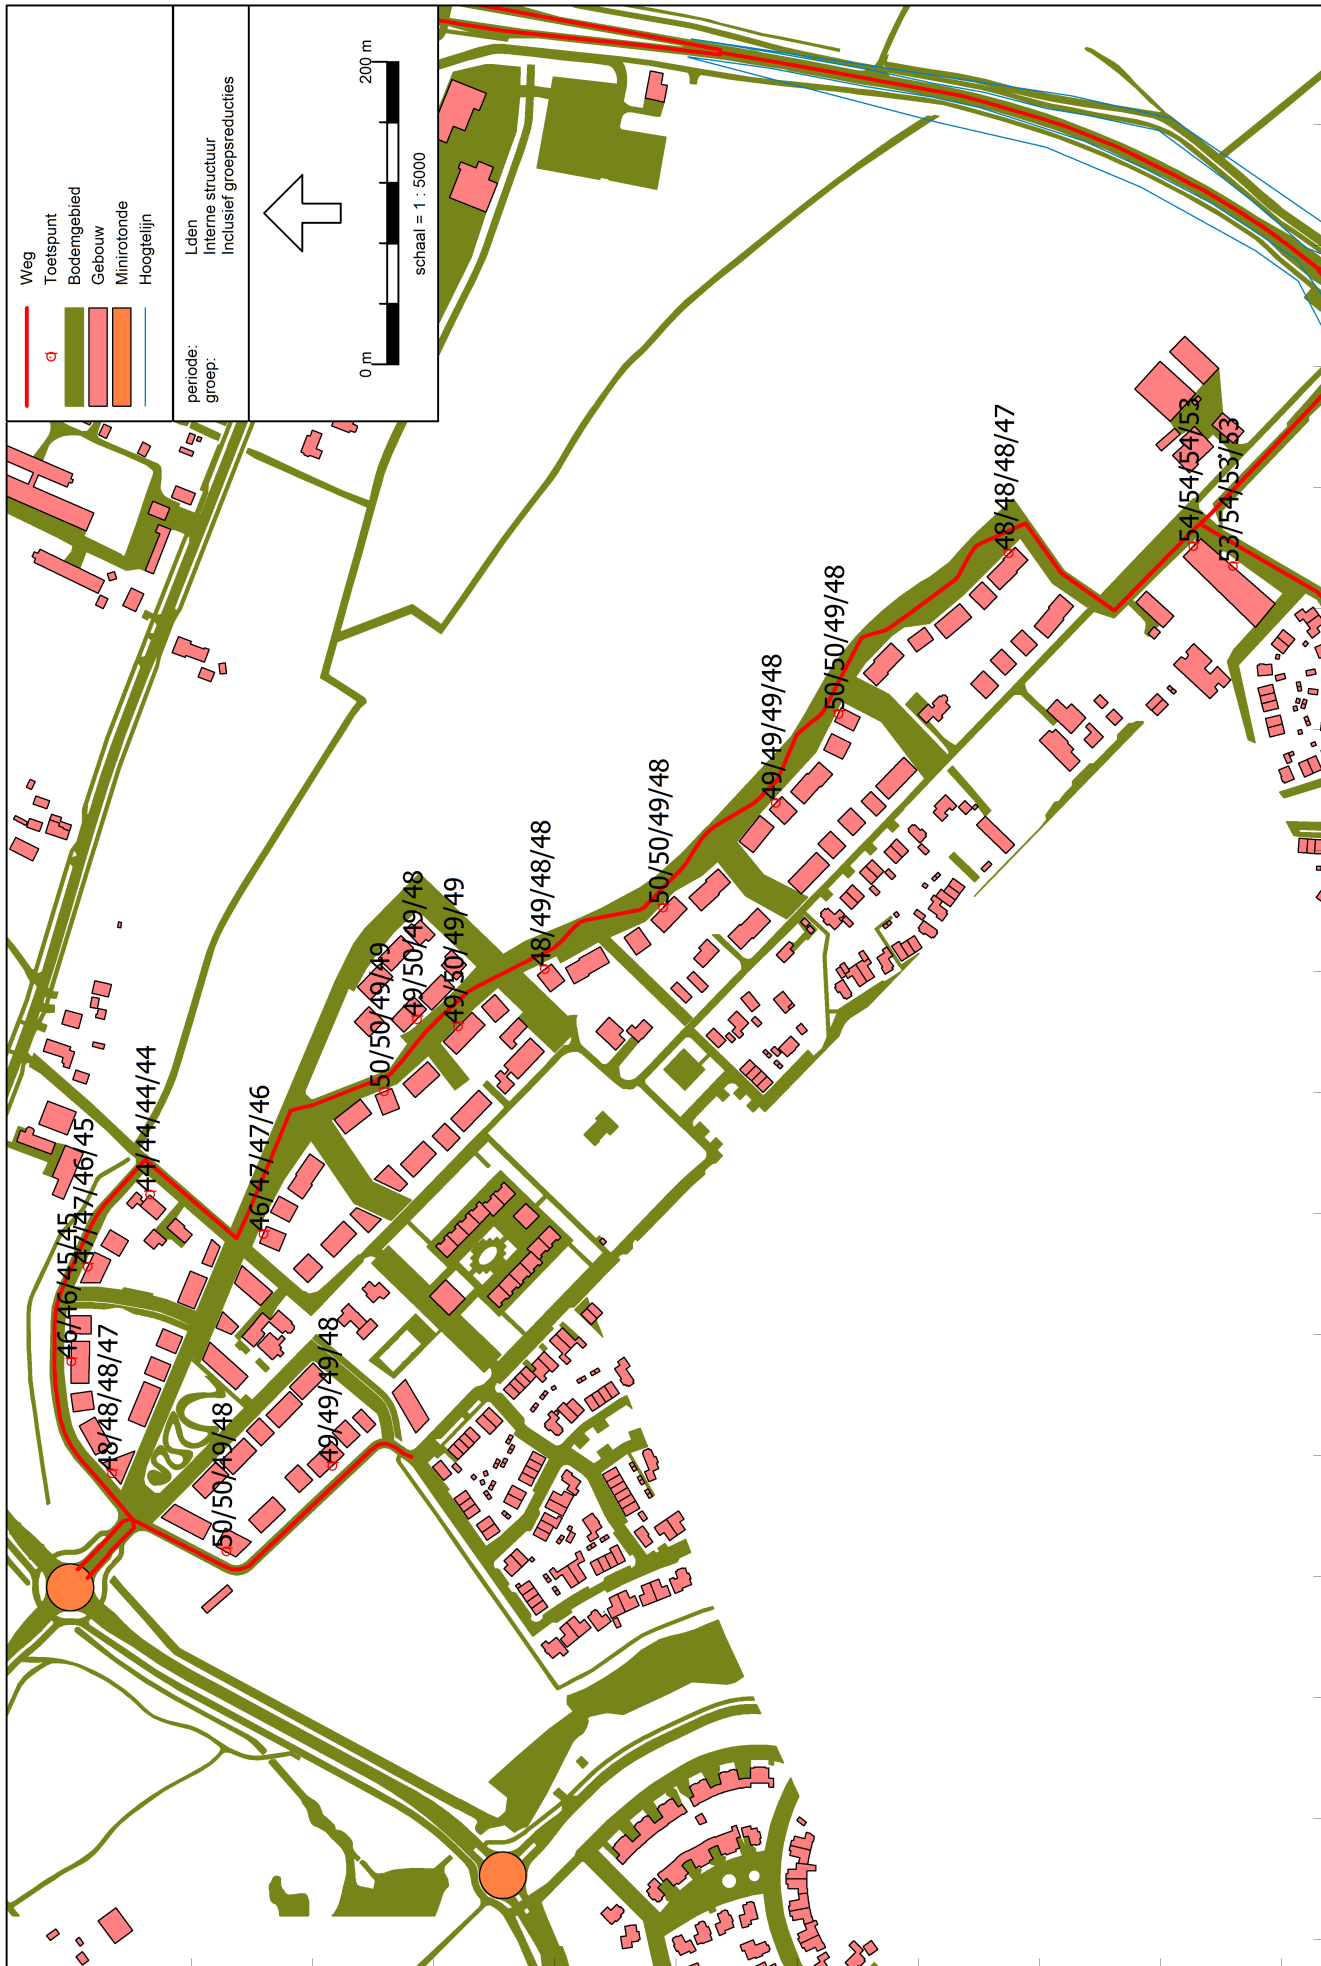 Weg
Toetspunt
Bodemgebied
Gebouw
Minirotonde
Hoogtelijn
periode: Lden
groep: Interne structuur
Inclusief groepsreducties
0 m 200 m
schaal = 1 : 5000
46/46/45/45
47/47/46/45
44/44/44/44
48/48/48/47
46/47/47/46
50/50/49/48
49/49/49/48
50/50/49/49
49/50/49/48
49/50/49/49
48/49/48/48
50/50/49/48
49/49/49/48
50/50/49/48
48/48/48/47
54/54/54/53
53/54/53/53